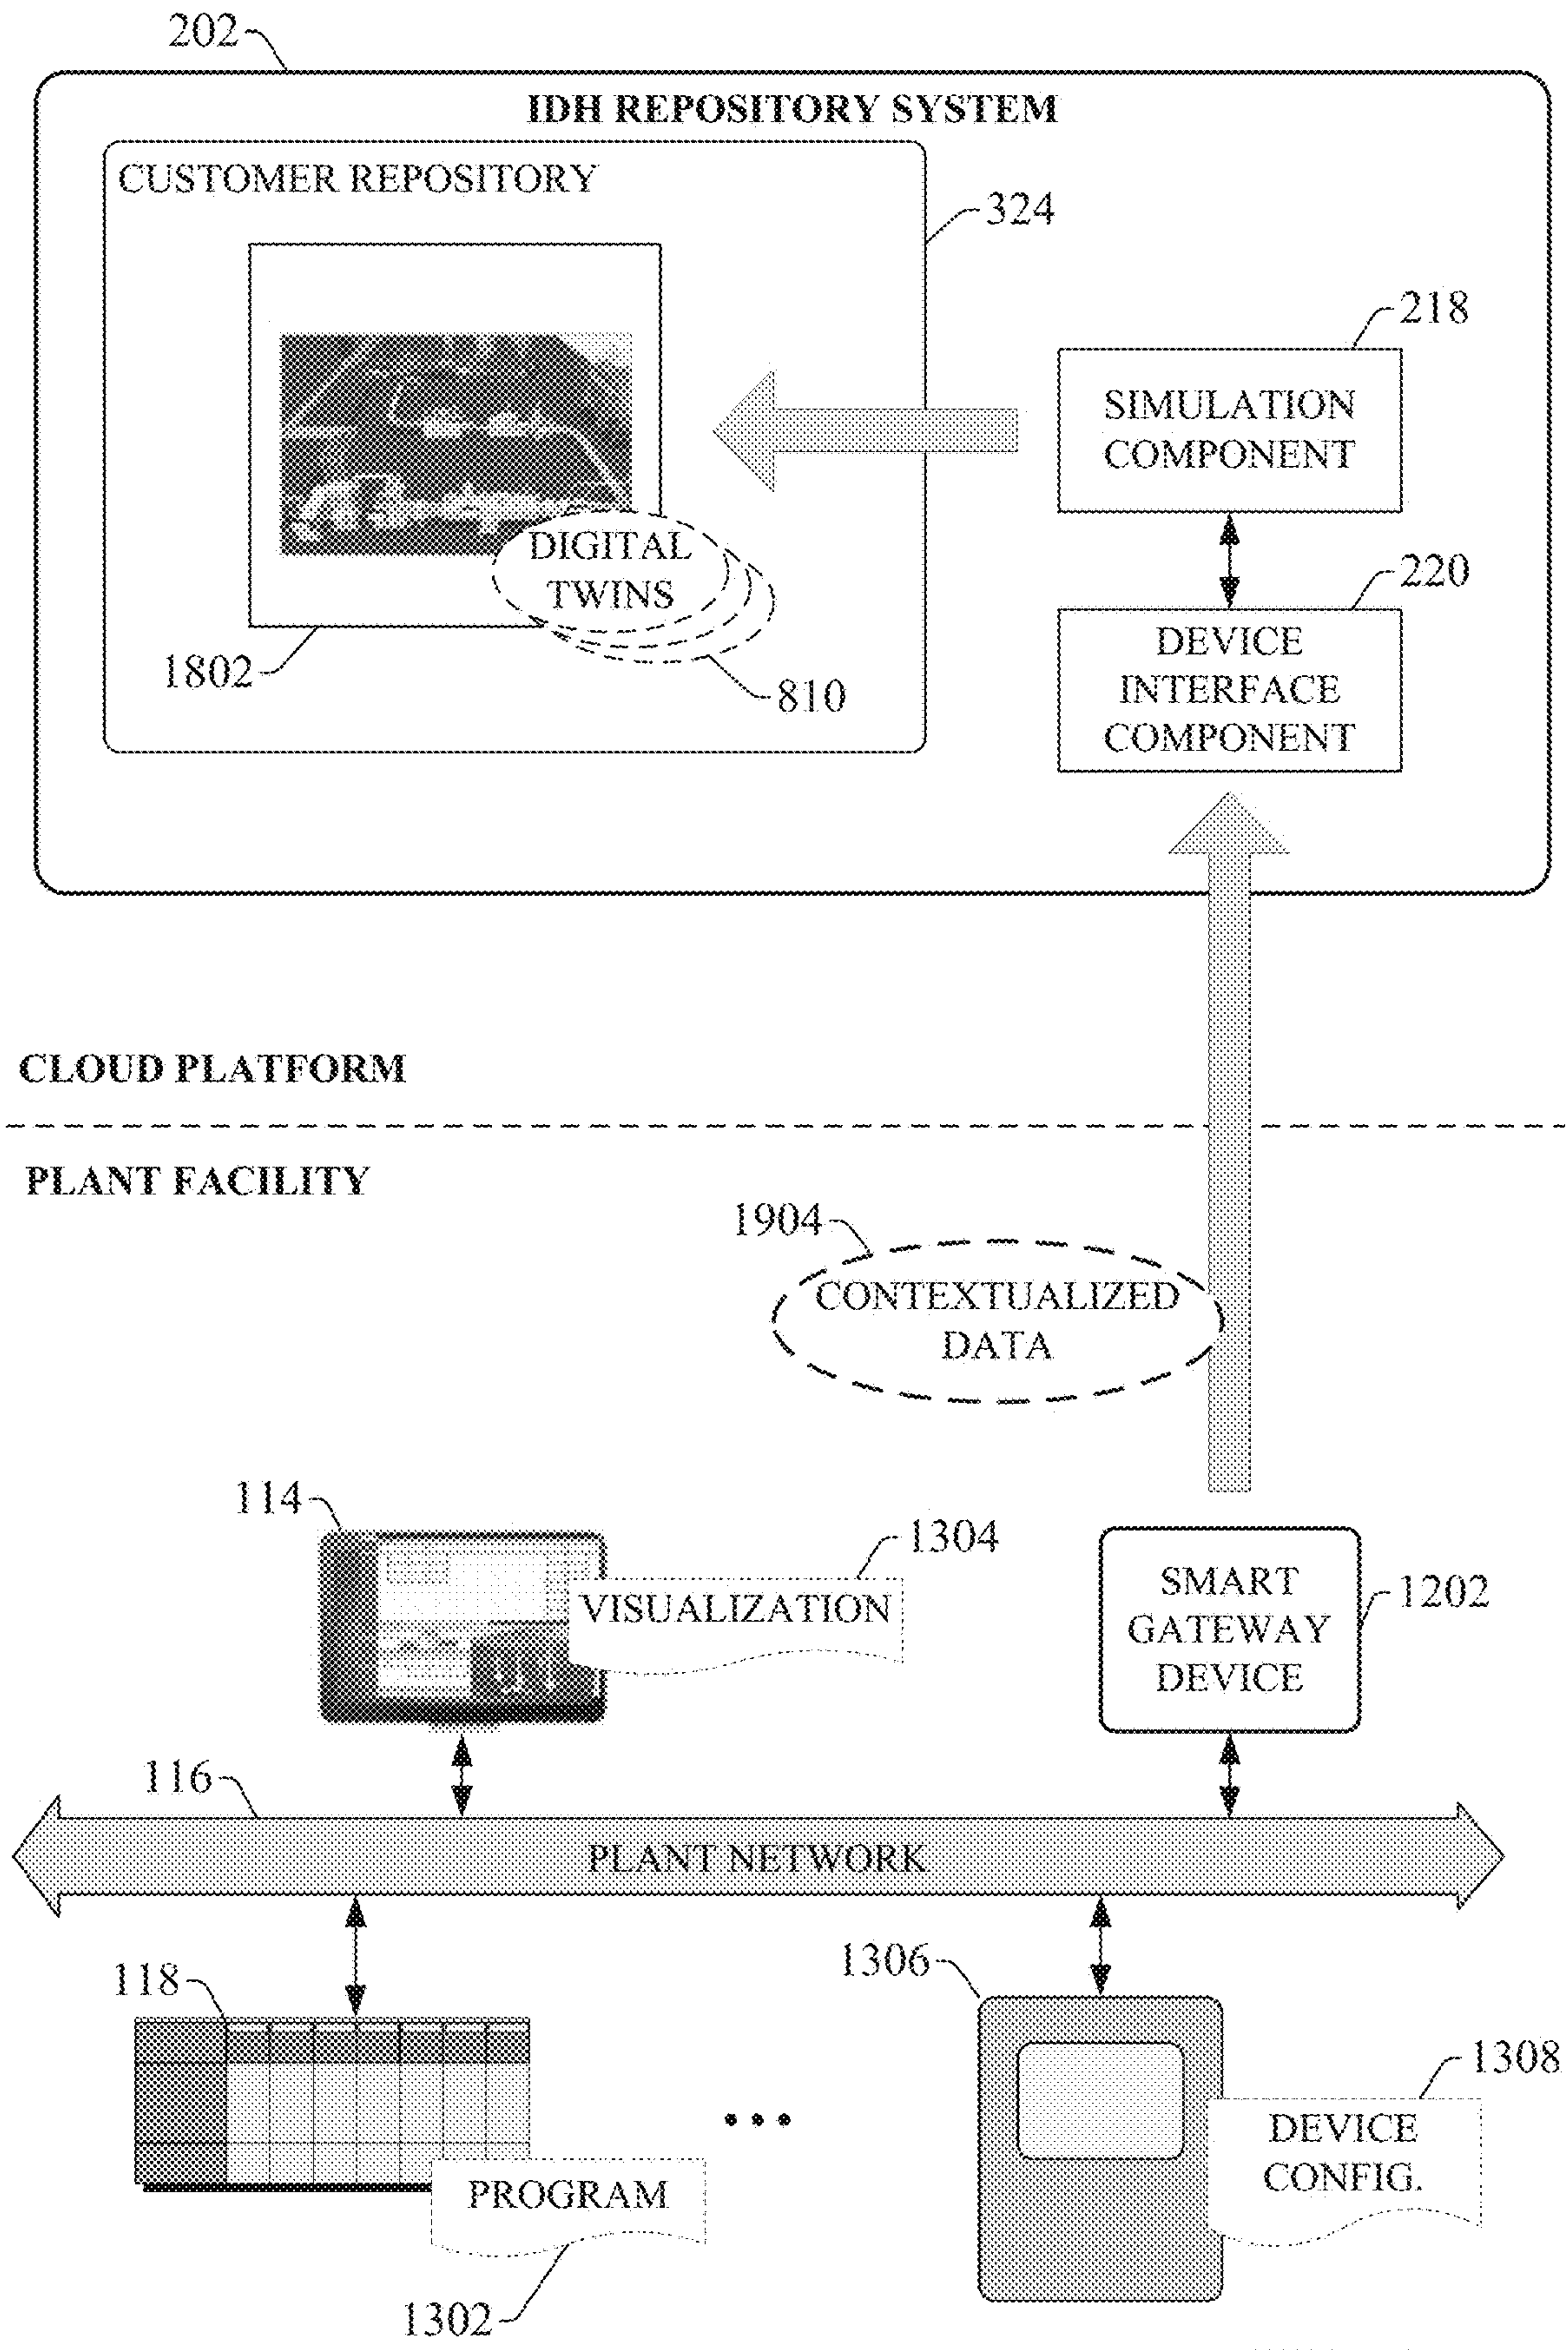 202
IDH REPOSITORY SYSTEM
CUSTOMER REPOSITORY
324
218
SIMULATION
COMPONENT
DIGITAL
TWINS
220
DEVICE
INTERFACE
COMPONENT
1802
810
CLOUD PLATFORM
PLANT FACILITY
1904
CONTEXTUALIZED
DATA
114
1304
VISUALIZATION
SMART
GATEWAY
DEVICE
1202
116
PLANT NETWORK
118
1306
1308
DEVICE
CONFIG.
PROGRAM
1302